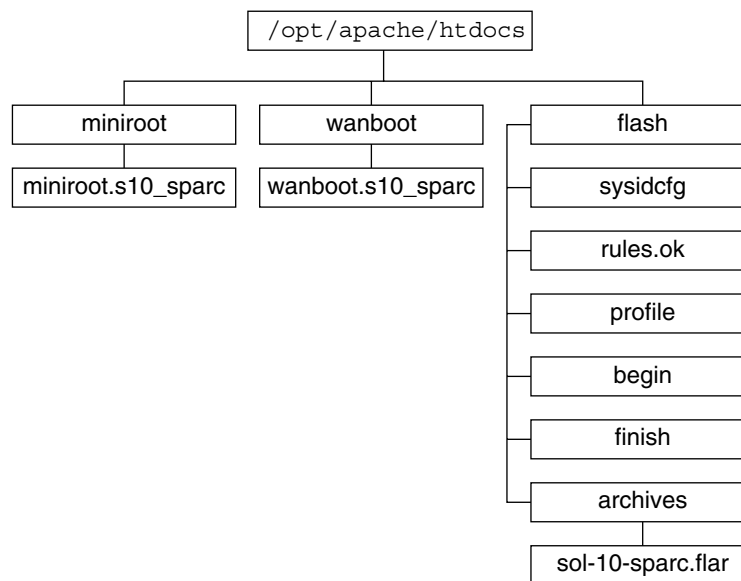 /opt/apache/htdocs
miniroot
wanboot
flash
miniroot.s10_sparc
wanboot.s10_sparc
sysidcfg
rules.ok
profile
begin
finish
archives
sol-10-sparc.flar